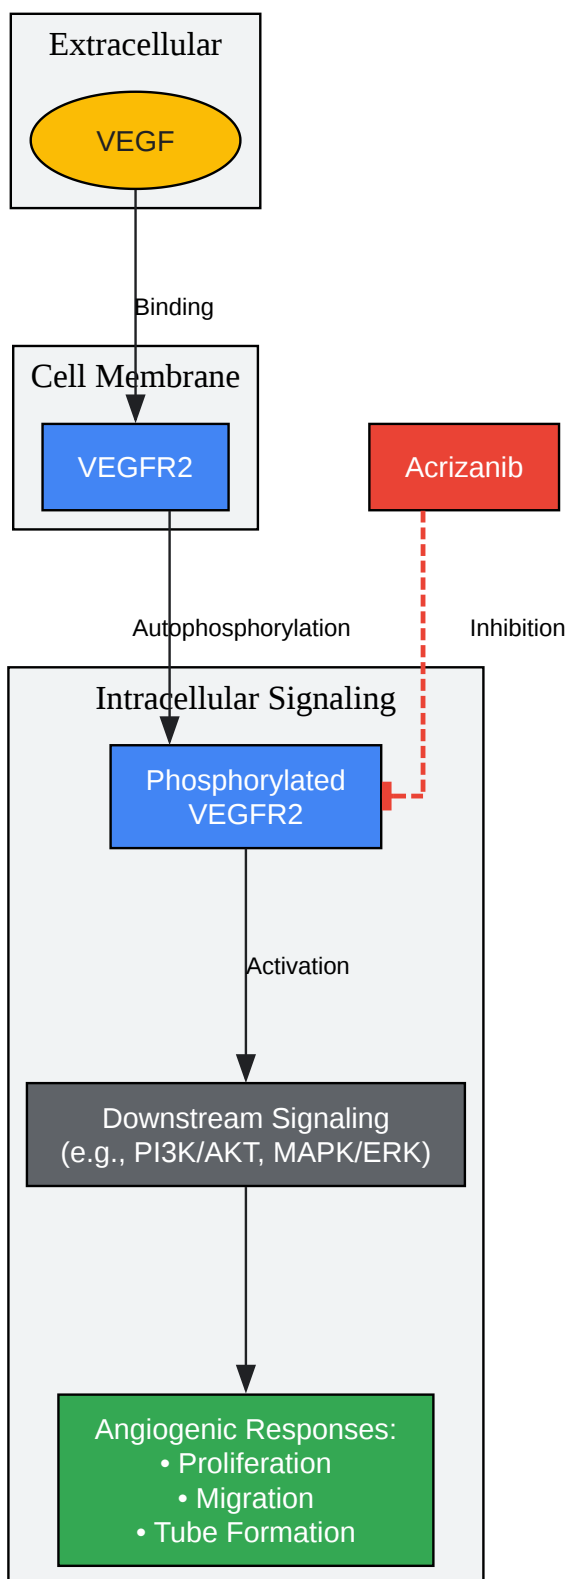 Extracellular
VEGF
Binding
Cell Membrane
VEGFR2
Acrizanib
Autophosphorylation
Inhibition
Intracellular Signaling
Phosphorylated
VEGFR2
Activation
Downstream Signaling
(e.g., PI3K/AKT, MAPK/ERK)
Angiogenic Responses:
• Proliferation
• Migration
• Tube Formation